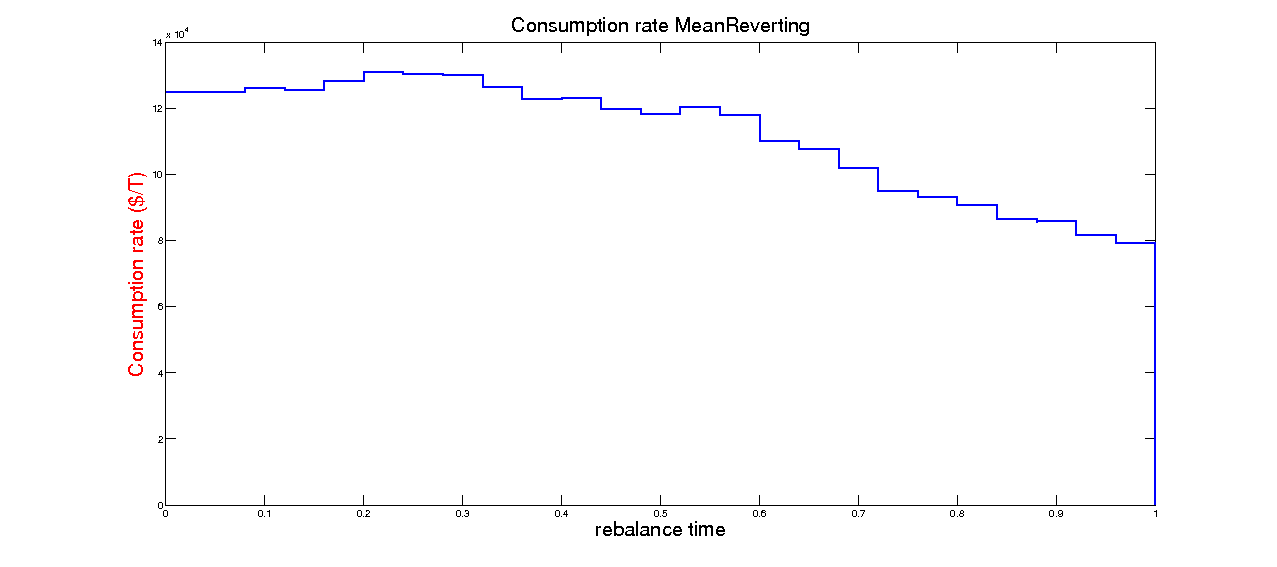 Consumption rate MeanReverting
x 10^4
14
12
10
8
6
4
2
0
Consumption rate ($/T)
0 0.1 0.2 0.3 0.4 0.5 0.6 0.7 0.8 0.9 1
rebalance time